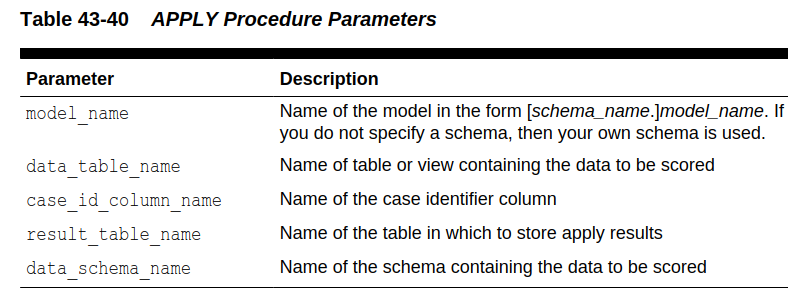 Table 43-40 APPLY Procedure Parameters
Parameter Description
model_name Name of the model in the form [schema_name.]model_name. If
you do not specify a schema, then your own schema is used.
data_table_name Name of table or view containing the data to be scored
case_id_column_name Name of the case identifier column
result_table_name Name of the table in which to store apply results
data_schema_name Name of the schema containing the data to be scored